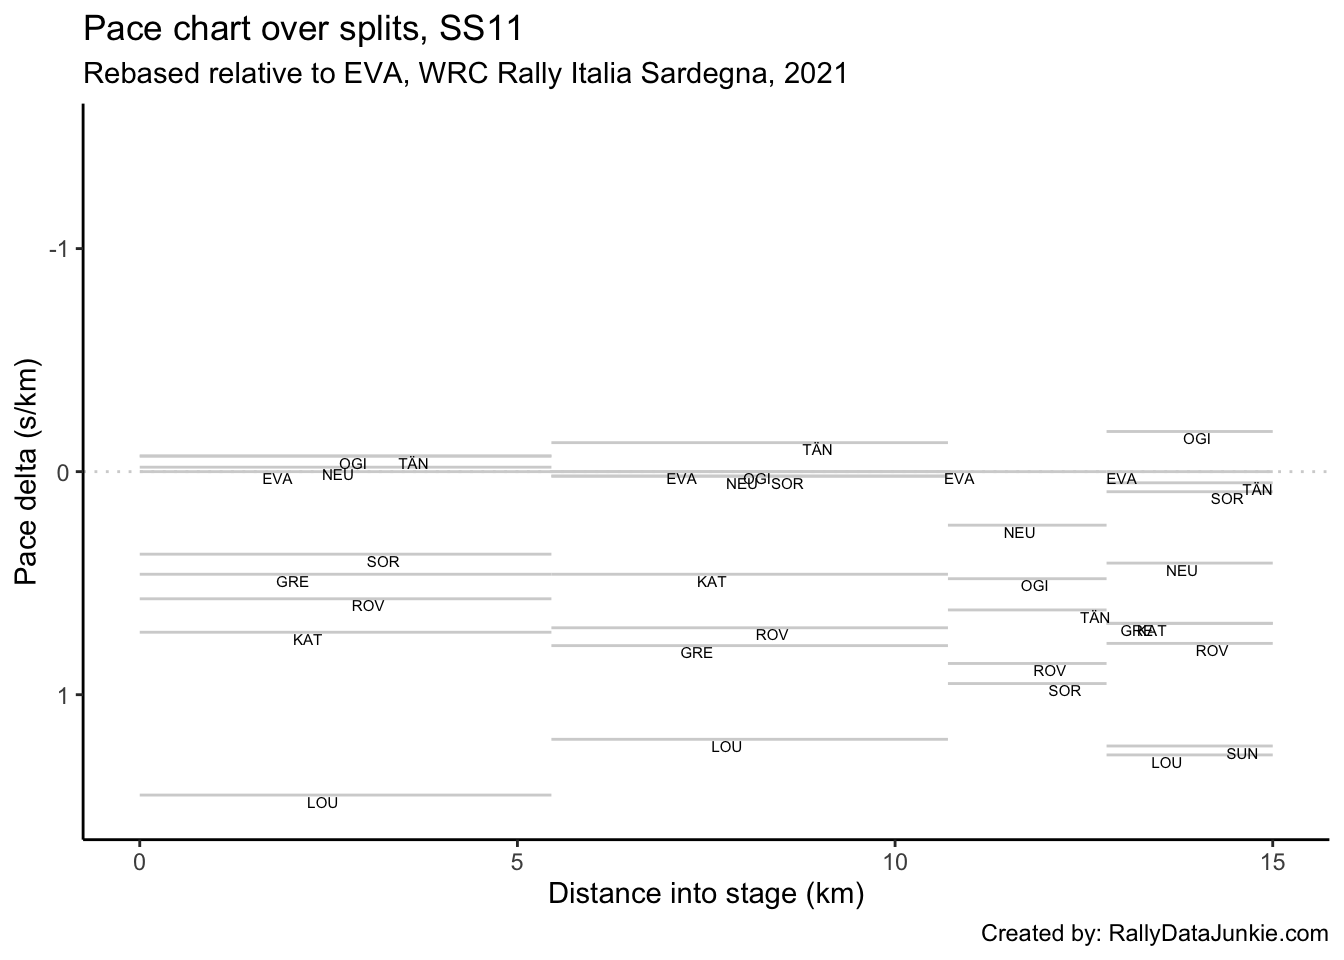 Pace chart over splits, SS11
Rebased relative to EVA, WRC Rally Italia Sardegna, 2021
Pace delta (s/km)
-1
0
1
OGI
TÄN
OGI TÄN
EVA NEU
EVA NEU OGI SOR
EVA
EVA
TÄN
SOR
NEU
SOR
NEU
GRE
KAT
OGI
ROV
TÄN
GRE KAT
KAT
ROV
ROV
GRE
ROV
SOR
LOU
SUN
LOU
LOU
0 5 10 15
Distance into stage (km)
Created by: RallyDataJunkie.com